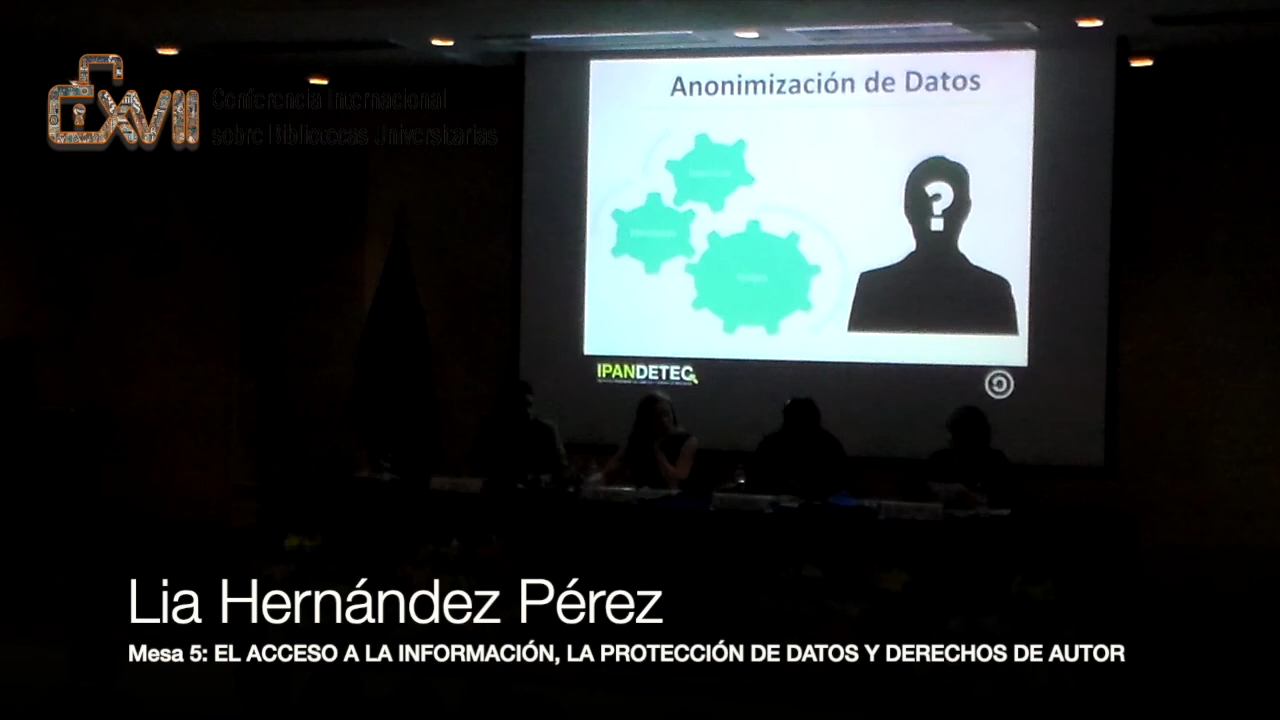 XVII
Conferencia Internacional
sobre Bibliotecas Universitarias
Anonimización de Datos
?
IPANDETEC
Lia Hernández Pérez
Mesa 5: EL ACCESO A LA INFORMACIÓN, LA PROTECCIÓN DE DATOS Y DERECHOS DE AUTOR